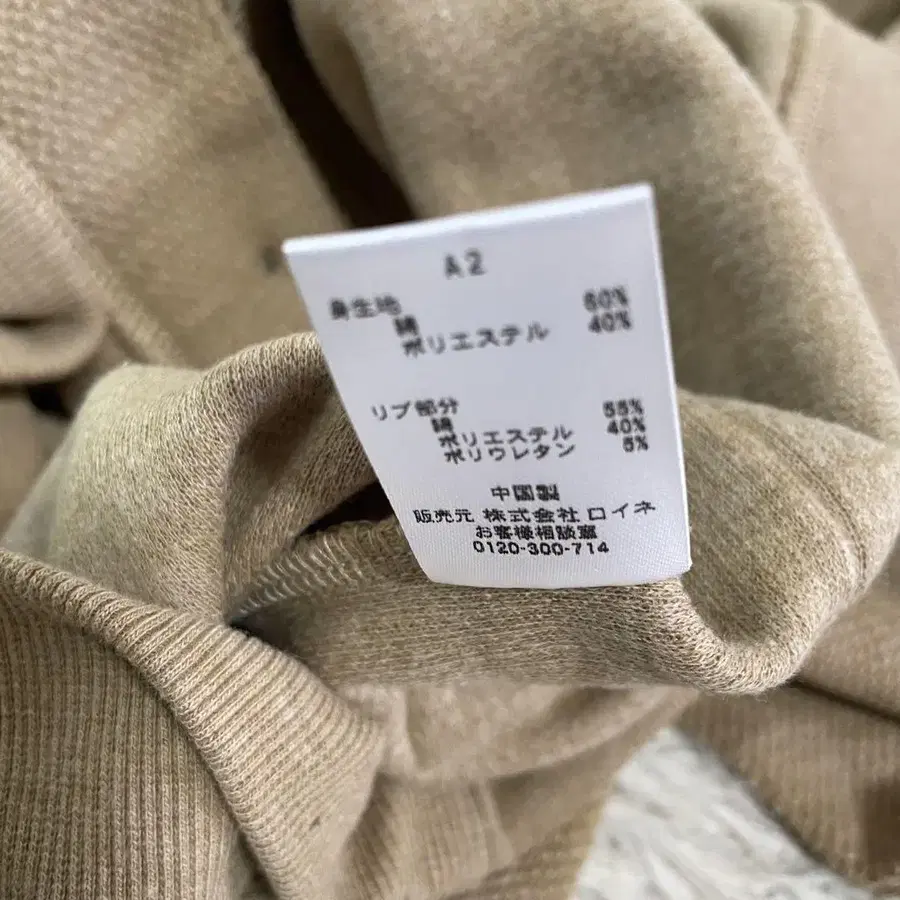 A2
身生地
綿 60%
ポリエステル 40%
リブ部分
綿 55%
ポリエステル 40%
ポリウレタン 5%
中国製
販売元 株式会社 ロイネ
お客様相談室
0120-300-714